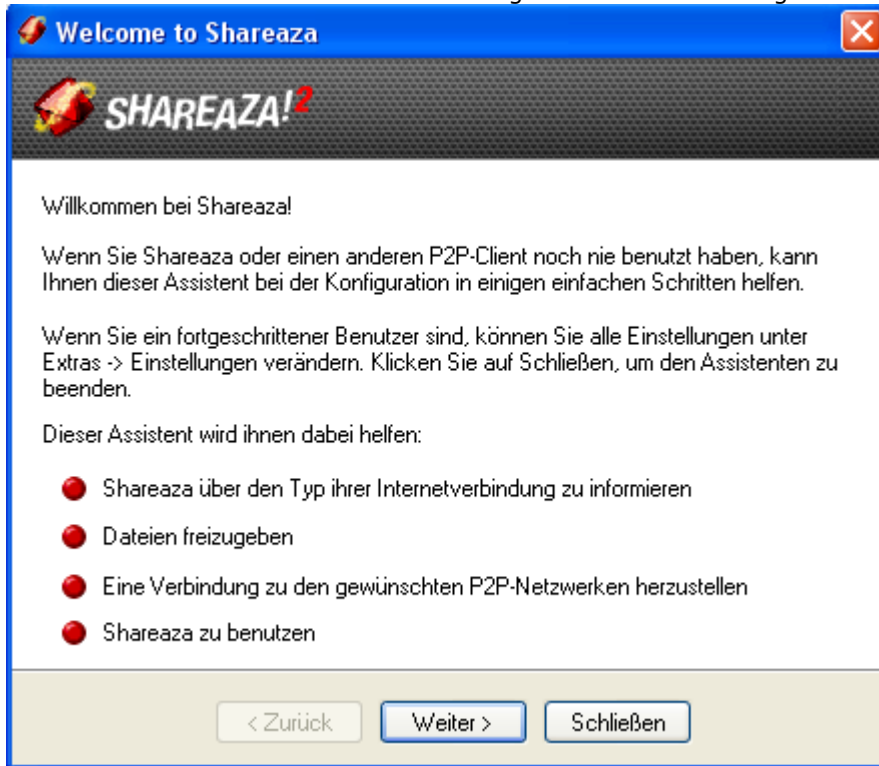 Welcome to Shareaza
SHAREAZA!2
Willkommen bei Shareaza!
Wenn Sie Shareaza oder einen anderen P2P-Client noch nie benutzt haben, kann
Ihnen dieser Assistent bei der Konfiguration in einigen einfachen Schritten helfen.
Wenn Sie ein fortgeschrittener Benutzer sind, können Sie alle Einstellungen unter
Extras -> Einstellungen verändern. Klicken Sie auf Schließen, um den Assistenten zu
beenden.
Dieser Assistent wird ihnen dabei helfen:
Shareaza über den Typ ihrer Internetverbindung zu informieren
Dateien freizugeben
Eine Verbindung zu den gewünschten P2P-Netzwerken herzustellen
Shareaza zu benutzen
< Zurück Weiter > Schließen